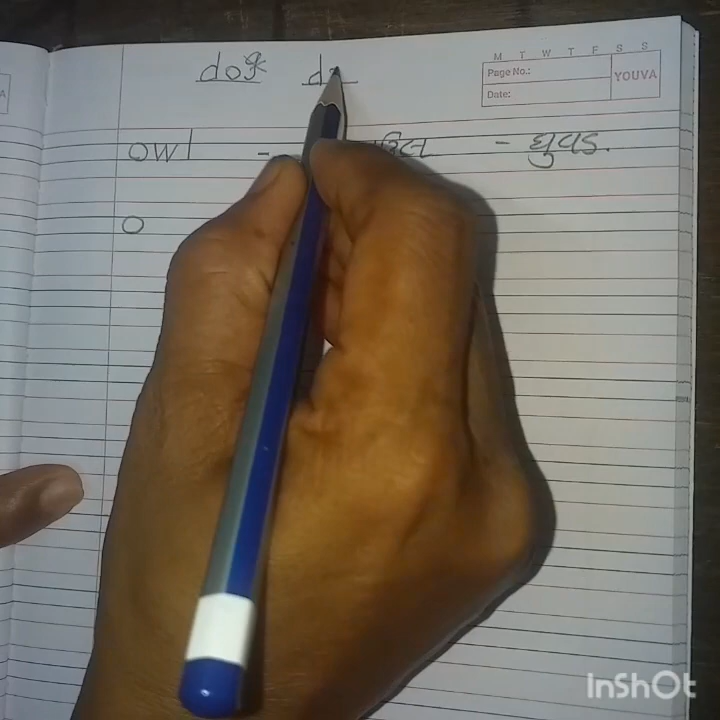 dog d
M T W T F S S
Page No.:
YOUVA
Date:
owl - - ઘુવડ.
o
InShOt